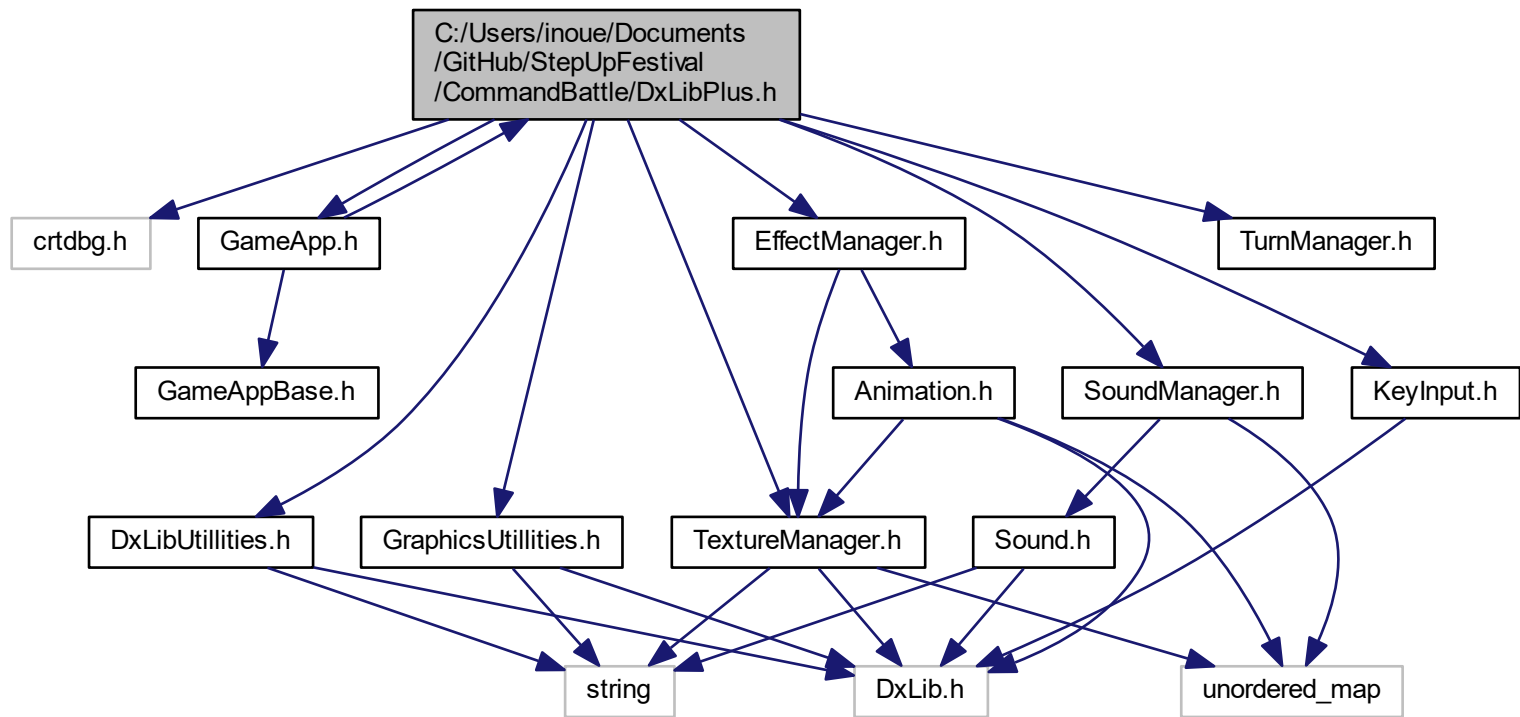 C:/Users/inoue/Documents
/GitHub/StepUpFestival
/CommandBattle/DxLibPlus.h
crtdbg.h
GameApp.h
EffectManager.h
TurnManager.h
GameAppBase.h
Animation.h
SoundManager.h
KeyInput.h
DxLibUtillities.h
GraphicsUtillities.h
TextureManager.h
Sound.h
string
DxLib.h
unordered_map